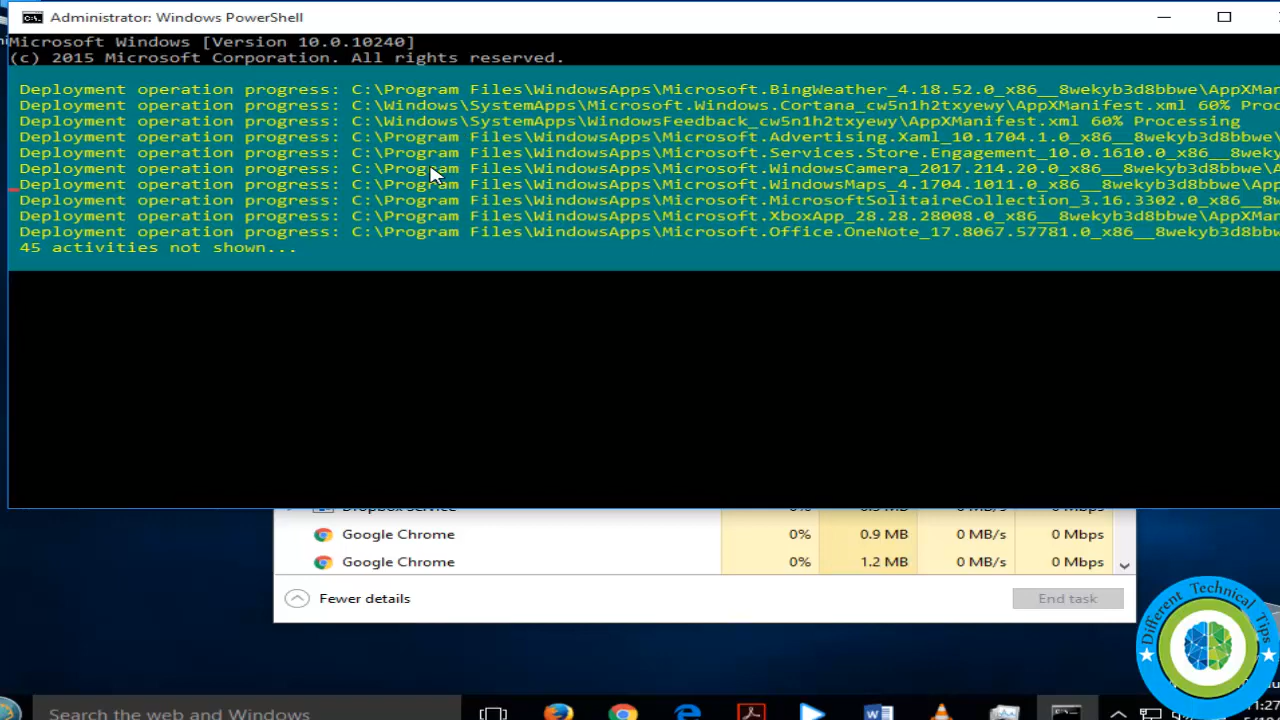 Administrator: Windows PowerShell
Microsoft Windows [Version 10.0.10240]
(c) 2015 Microsoft Corporation. All rights reserved.
Deployment operation progress: C:\Program Files\WindowsApps\Microsoft.BingWeather_4.18.52.0_x86__8wekyb3d8bbwe\AppXMan
Deployment operation progress: C:\Windows\SystemApps\Microsoft.Windows.Cortana_cw5n1h2txyewy\AppXManifest.xml 60% Proc
Deployment operation progress: C:\Windows\SystemApps\WindowsFeedback_cw5n1h2txyewy\AppXManifest.xml 60% Processing
Deployment operation progress: C:\Program Files\WindowsApps\Microsoft.Advertising.Xaml_10.1704.1.0_x86__8wekyb3d8bbwe\
Deployment operation progress: C:\Program Files\WindowsApps\Microsoft.Services.Store.Engagement_10.0.1610.0_x86__8weky
Deployment operation progress: C:\Program Files\WindowsApps\Microsoft.WindowsCamera_2017.214.20.0_x86__8wekyb3d8bbwe\A
Deployment operation progress: C:\Program Files\WindowsApps\Microsoft.WindowsMaps_4.1704.1011.0_x86__8wekyb3d8bbwe\App
Deployment operation progress: C:\Program Files\WindowsApps\Microsoft.MicrosoftSolitaireCollection_3.16.3302.0_x86__8w
Deployment operation progress: C:\Program Files\WindowsApps\Microsoft.XboxApp_28.28.28008.0_x86__8wekyb3d8bbwe\AppXMan
Deployment operation progress: C:\Program Files\WindowsApps\Microsoft.Office.OneNote_17.8067.57781.0_x86__8wekyb3d8bbw
45 activities not shown...
Dropbox Service
Google Chrome 0% 0.9 MB 0 MB/s 0 Mbps
Google Chrome 0% 1.2 MB 0 MB/s 0 Mbps
Fewer details End task
Different Technical Tips
Search the web and Windows
11:27